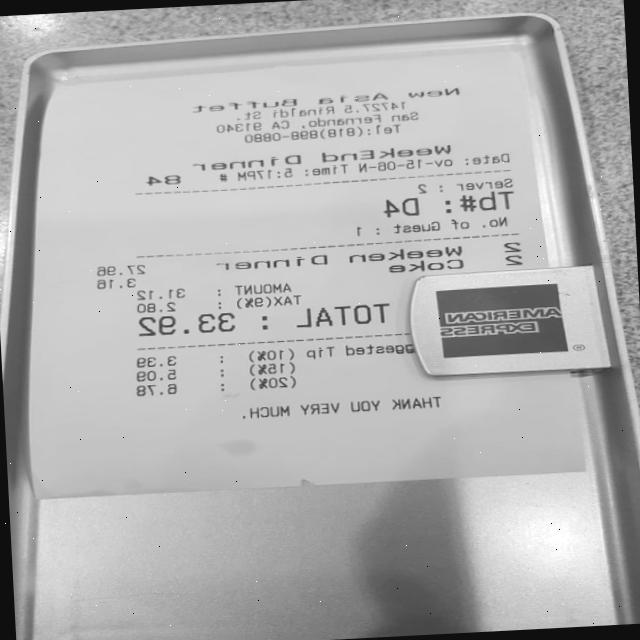 New Asia Buffet
14727.5 Rinaldi St.
San Fernando, CA 91340
Tel:(818)898-0880
WeekEnd Dinner
Date: ov-15-06-N Time: 5:17PM # 84
Server : 2
Tb#: D4
No. of Guest : 1
2 Weeken Dinner 27.96
2 Coke 3.16
AMOUNT : 31.12
TAX(9%) : 2.80
TOTAL : 33.92
ggested Tip (10%) : 3.39
(15%) : 5.09
(20%) : 6.78
THANK YOU VERY MUCH.
AMERICAN
EXPRESS
®